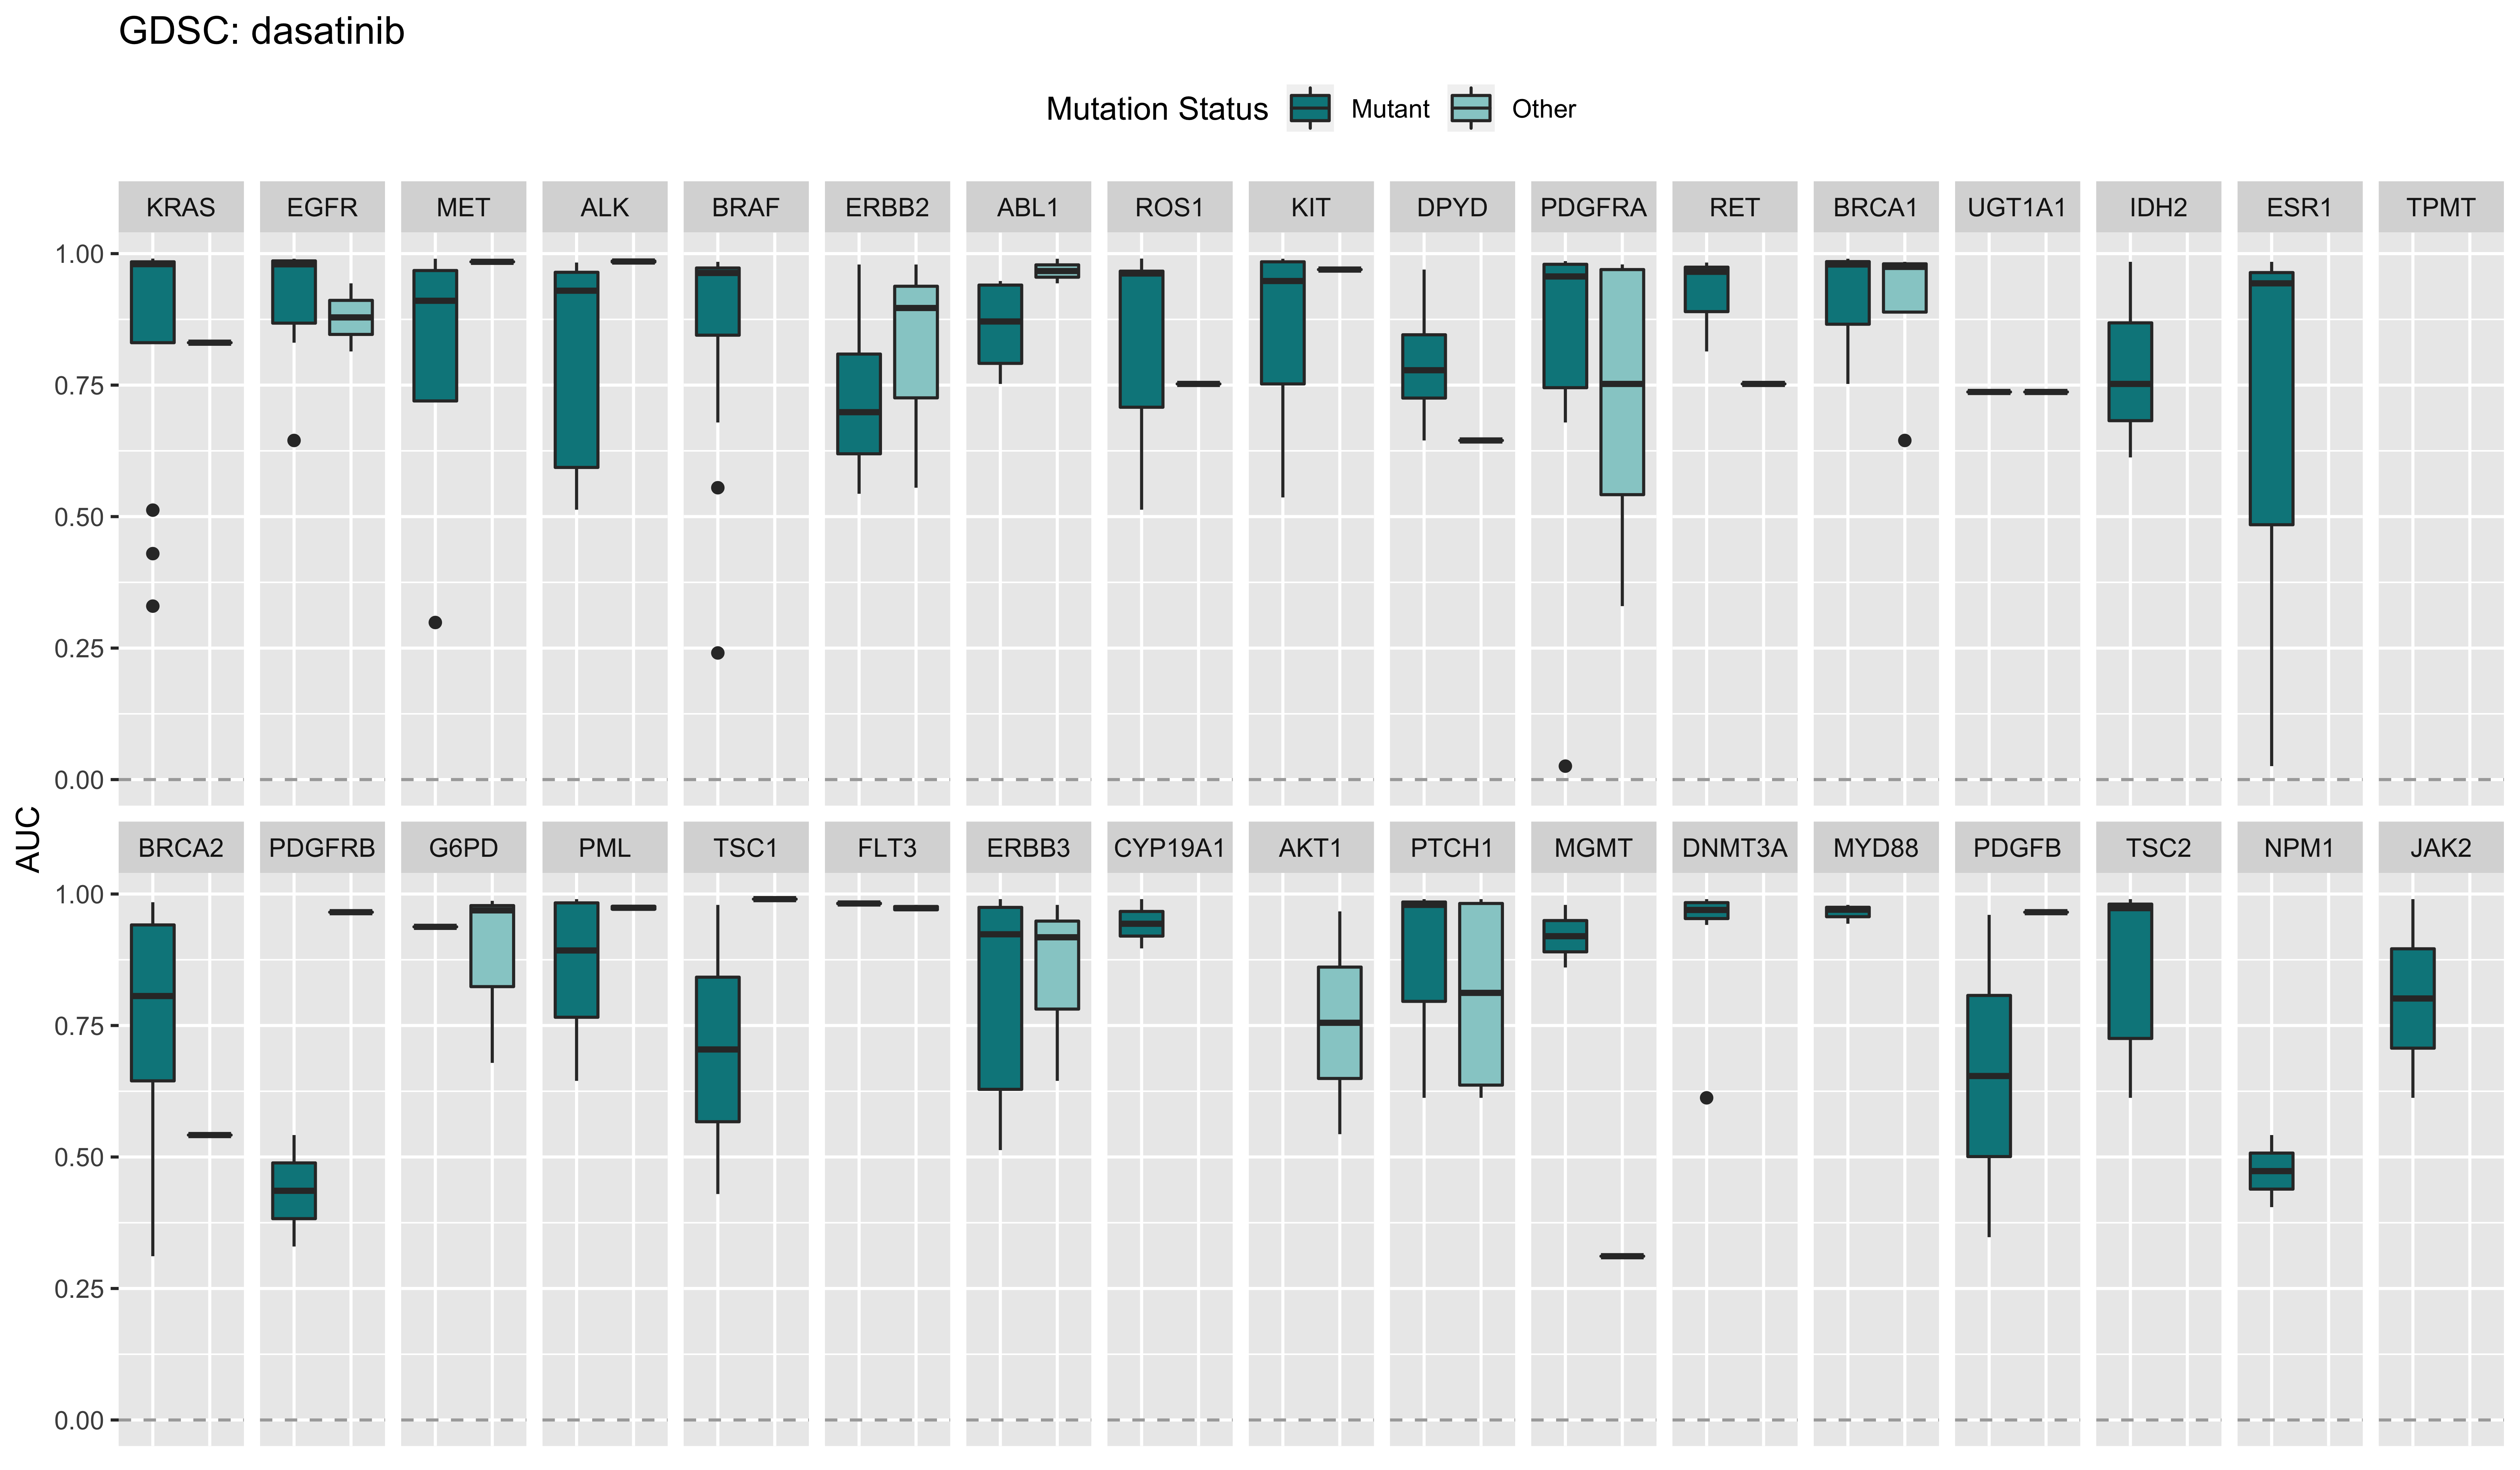 GDSC: dasatinib
Mutation Status Mutant Other
KRAS EGFR MET ALK BRAF ERBB2 ABL1 ROS1 KIT DPYD PDGFRA RET BRCA1 UGT1A1 IDH2 ESR1 TPMT
1.00
0.75
0.50
0.25
0.00
AUC
BRCA2 PDGFRB G6PD PML TSC1 FLT3 ERBB3 CYP19A1 AKT1 PTCH1 MGMT DNMT3A MYD88 PDGFB TSC2 NPM1 JAK2
1.00
0.75
0.50
0.25
0.00